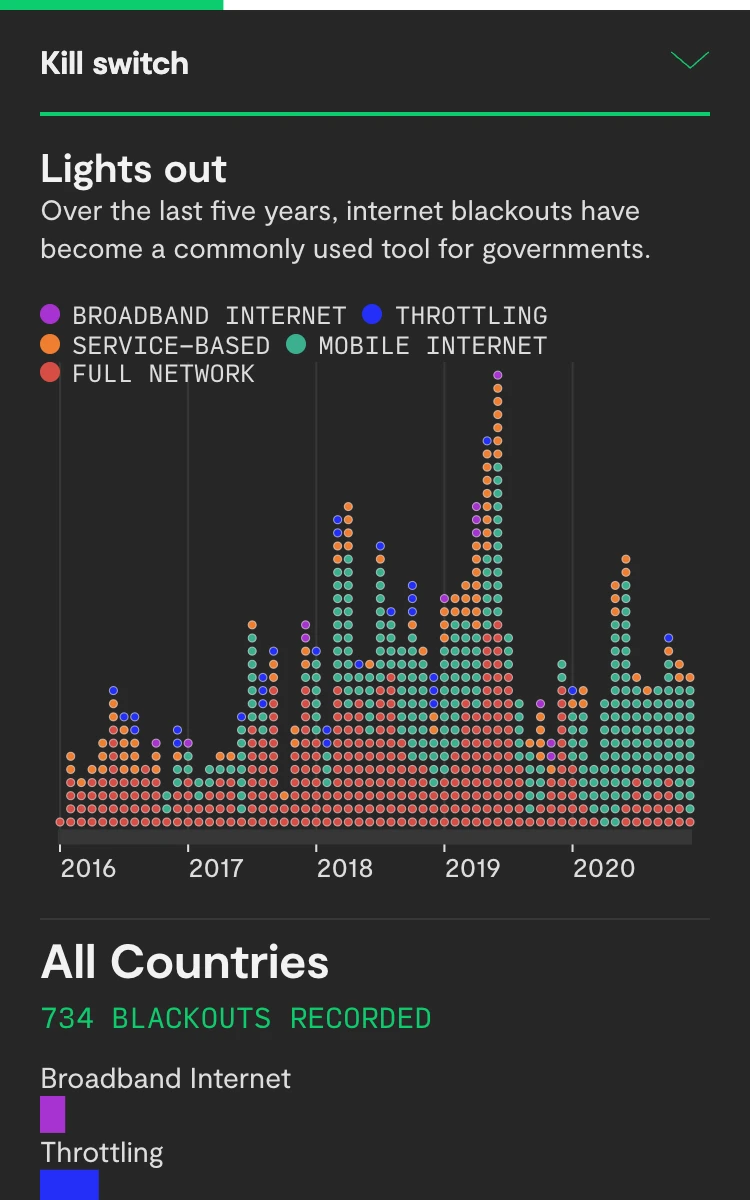 Kill switch
Lights out
Over the last five years, internet blackouts have
become a commonly used tool for governments.
BROADBAND INTERNET THROTTLING
SERVICE–BASED MOBILE INTERNET
FULL NETWORK
2016 2017 2018 2019 2020
All Countries
734 BLACKOUTS RECORDED
Broadband Internet
Throttling